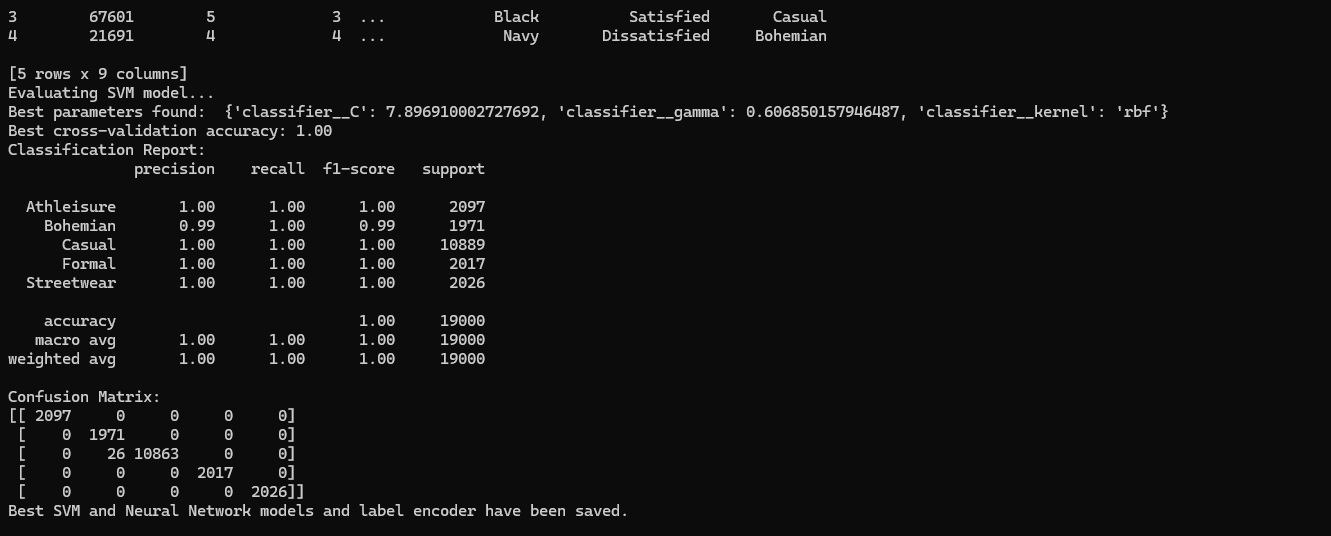 3        67601        5             3  ...            Black          Satisfied       Casual
4        21691        4             4  ...             Navy       Dissatisfied     Bohemian
[5 rows x 9 columns]
Evaluating SVM model...
Best parameters found:  {'classifier__C': 7.896910002727692, 'classifier__gamma': 0.606850157946487, 'classifier__kernel': 'rbf'}
Best cross-validation accuracy: 1.00
Classification Report:
              precision    recall  f1-score   support
  Athleisure       1.00      1.00      1.00      2097
    Bohemian       0.99      1.00      0.99      1971
      Casual       1.00      1.00      1.00     10889
      Formal       1.00      1.00      1.00      2017
  Streetwear       1.00      1.00      1.00      2026
    accuracy                           1.00     19000
   macro avg       1.00      1.00      1.00     19000
weighted avg       1.00      1.00      1.00     19000
Confusion Matrix:
[[ 2097     0     0     0     0]
 [    0  1971     0     0     0]
 [    0    26 10863     0     0]
 [    0     0     0  2017     0]
 [    0     0     0     0  2026]]
Best SVM and Neural Network models and label encoder have been saved.